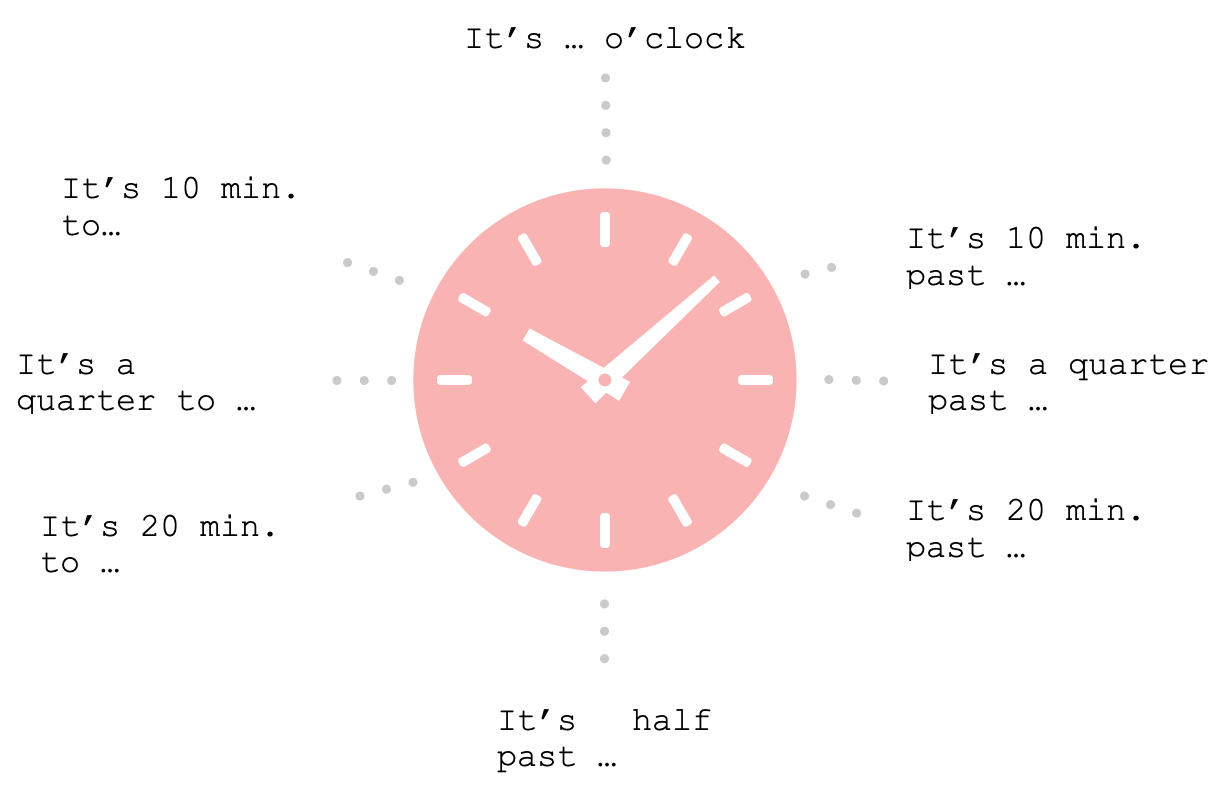 It’s … o’clock
It’s 10 min.
to…
It’s 10 min.
past …
It’s a
quarter to …
It’s a quarter
past …
It’s 20 min.
to …
It’s 20 min.
past …
It’s half
past …